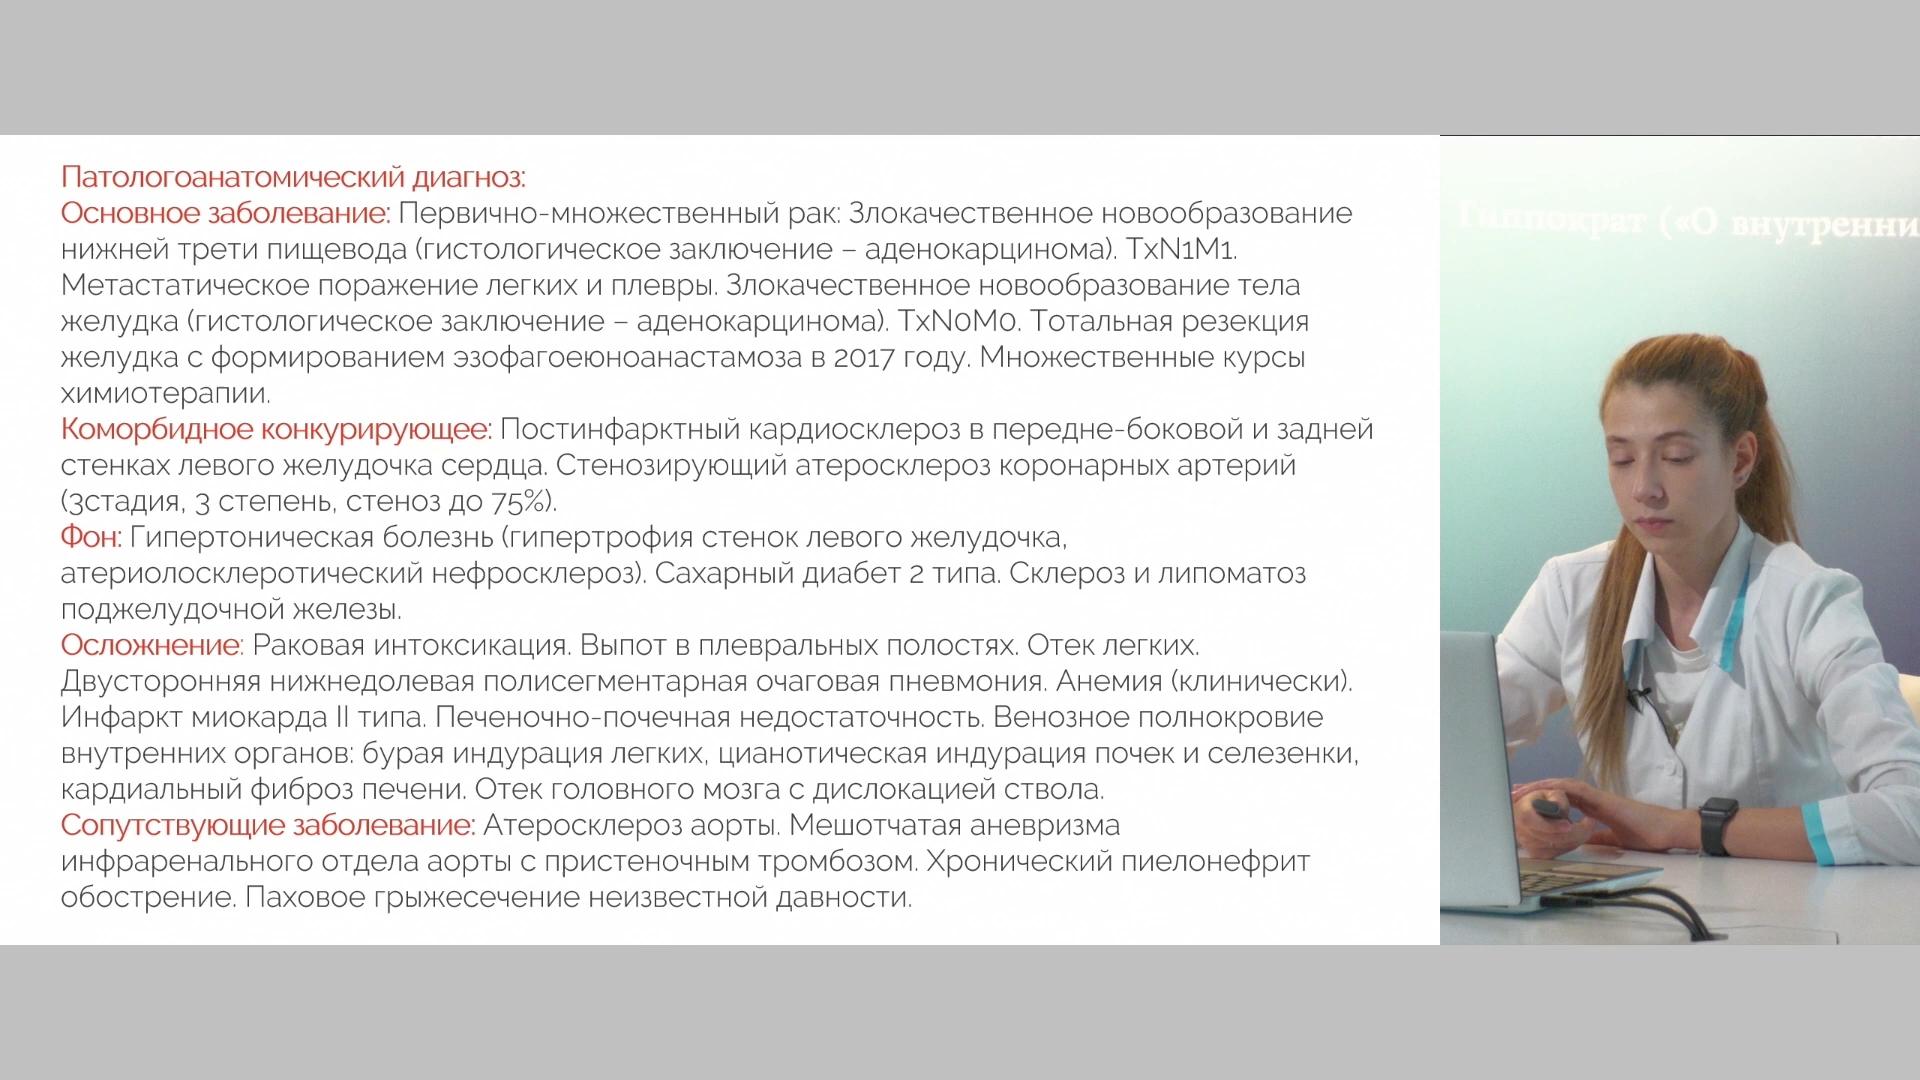 Патологоанатомический диагноз:
Основное заболевание: Первично-множественный рак: Злокачественное новообразование
нижней трети пищевода (гистологическое заключение – аденокарцинома). TxN1M1.
Метастатическое поражение легких и плевры. Злокачественное новообразование тела
желудка (гистологическое заключение – аденокарцинома). TxN0M0. Тотальная резекция
желудка с формированием эзофагоеюноанастамоза в 2017 году. Множественные курсы
химиотерапии.
Коморбидное конкурирующее: Постинфарктный кардиосклероз в передне-боковой и задней
стенках левого желудочка сердца. Стенозирующий атеросклероз коронарных артерий
(3стадия, 3 степень, стеноз до 75%).
Фон: Гипертоническая болезнь (гипертрофия стенок левого желудочка,
атериолосклеротический нефросклероз). Сахарный диабет 2 типа. Склероз и липоматоз
поджелудочной железы.
Осложнение: Раковая интоксикация. Выпот в плевральных полостях. Отек легких.
Двусторонняя нижнедолевая полисегментарная очаговая пневмония. Анемия (клинически).
Инфаркт миокарда II типа. Печеночно-почечная недостаточность. Венозное полнокровие
внутренних органов: бурая индурация легких, цианотическая индурация почек и селезенки,
кардиальный фиброз печени. Отек головного мозга с дислокацией ствола.
Сопутствующие заболевание: Атеросклероз аорты. Мешотчатая аневризма
инфраренального отдела аорты с пристеночным тромбозом. Хронический пиелонефрит
обострение. Паховое грыжесечение неизвестной давности.
Гиппократ («О внутренни